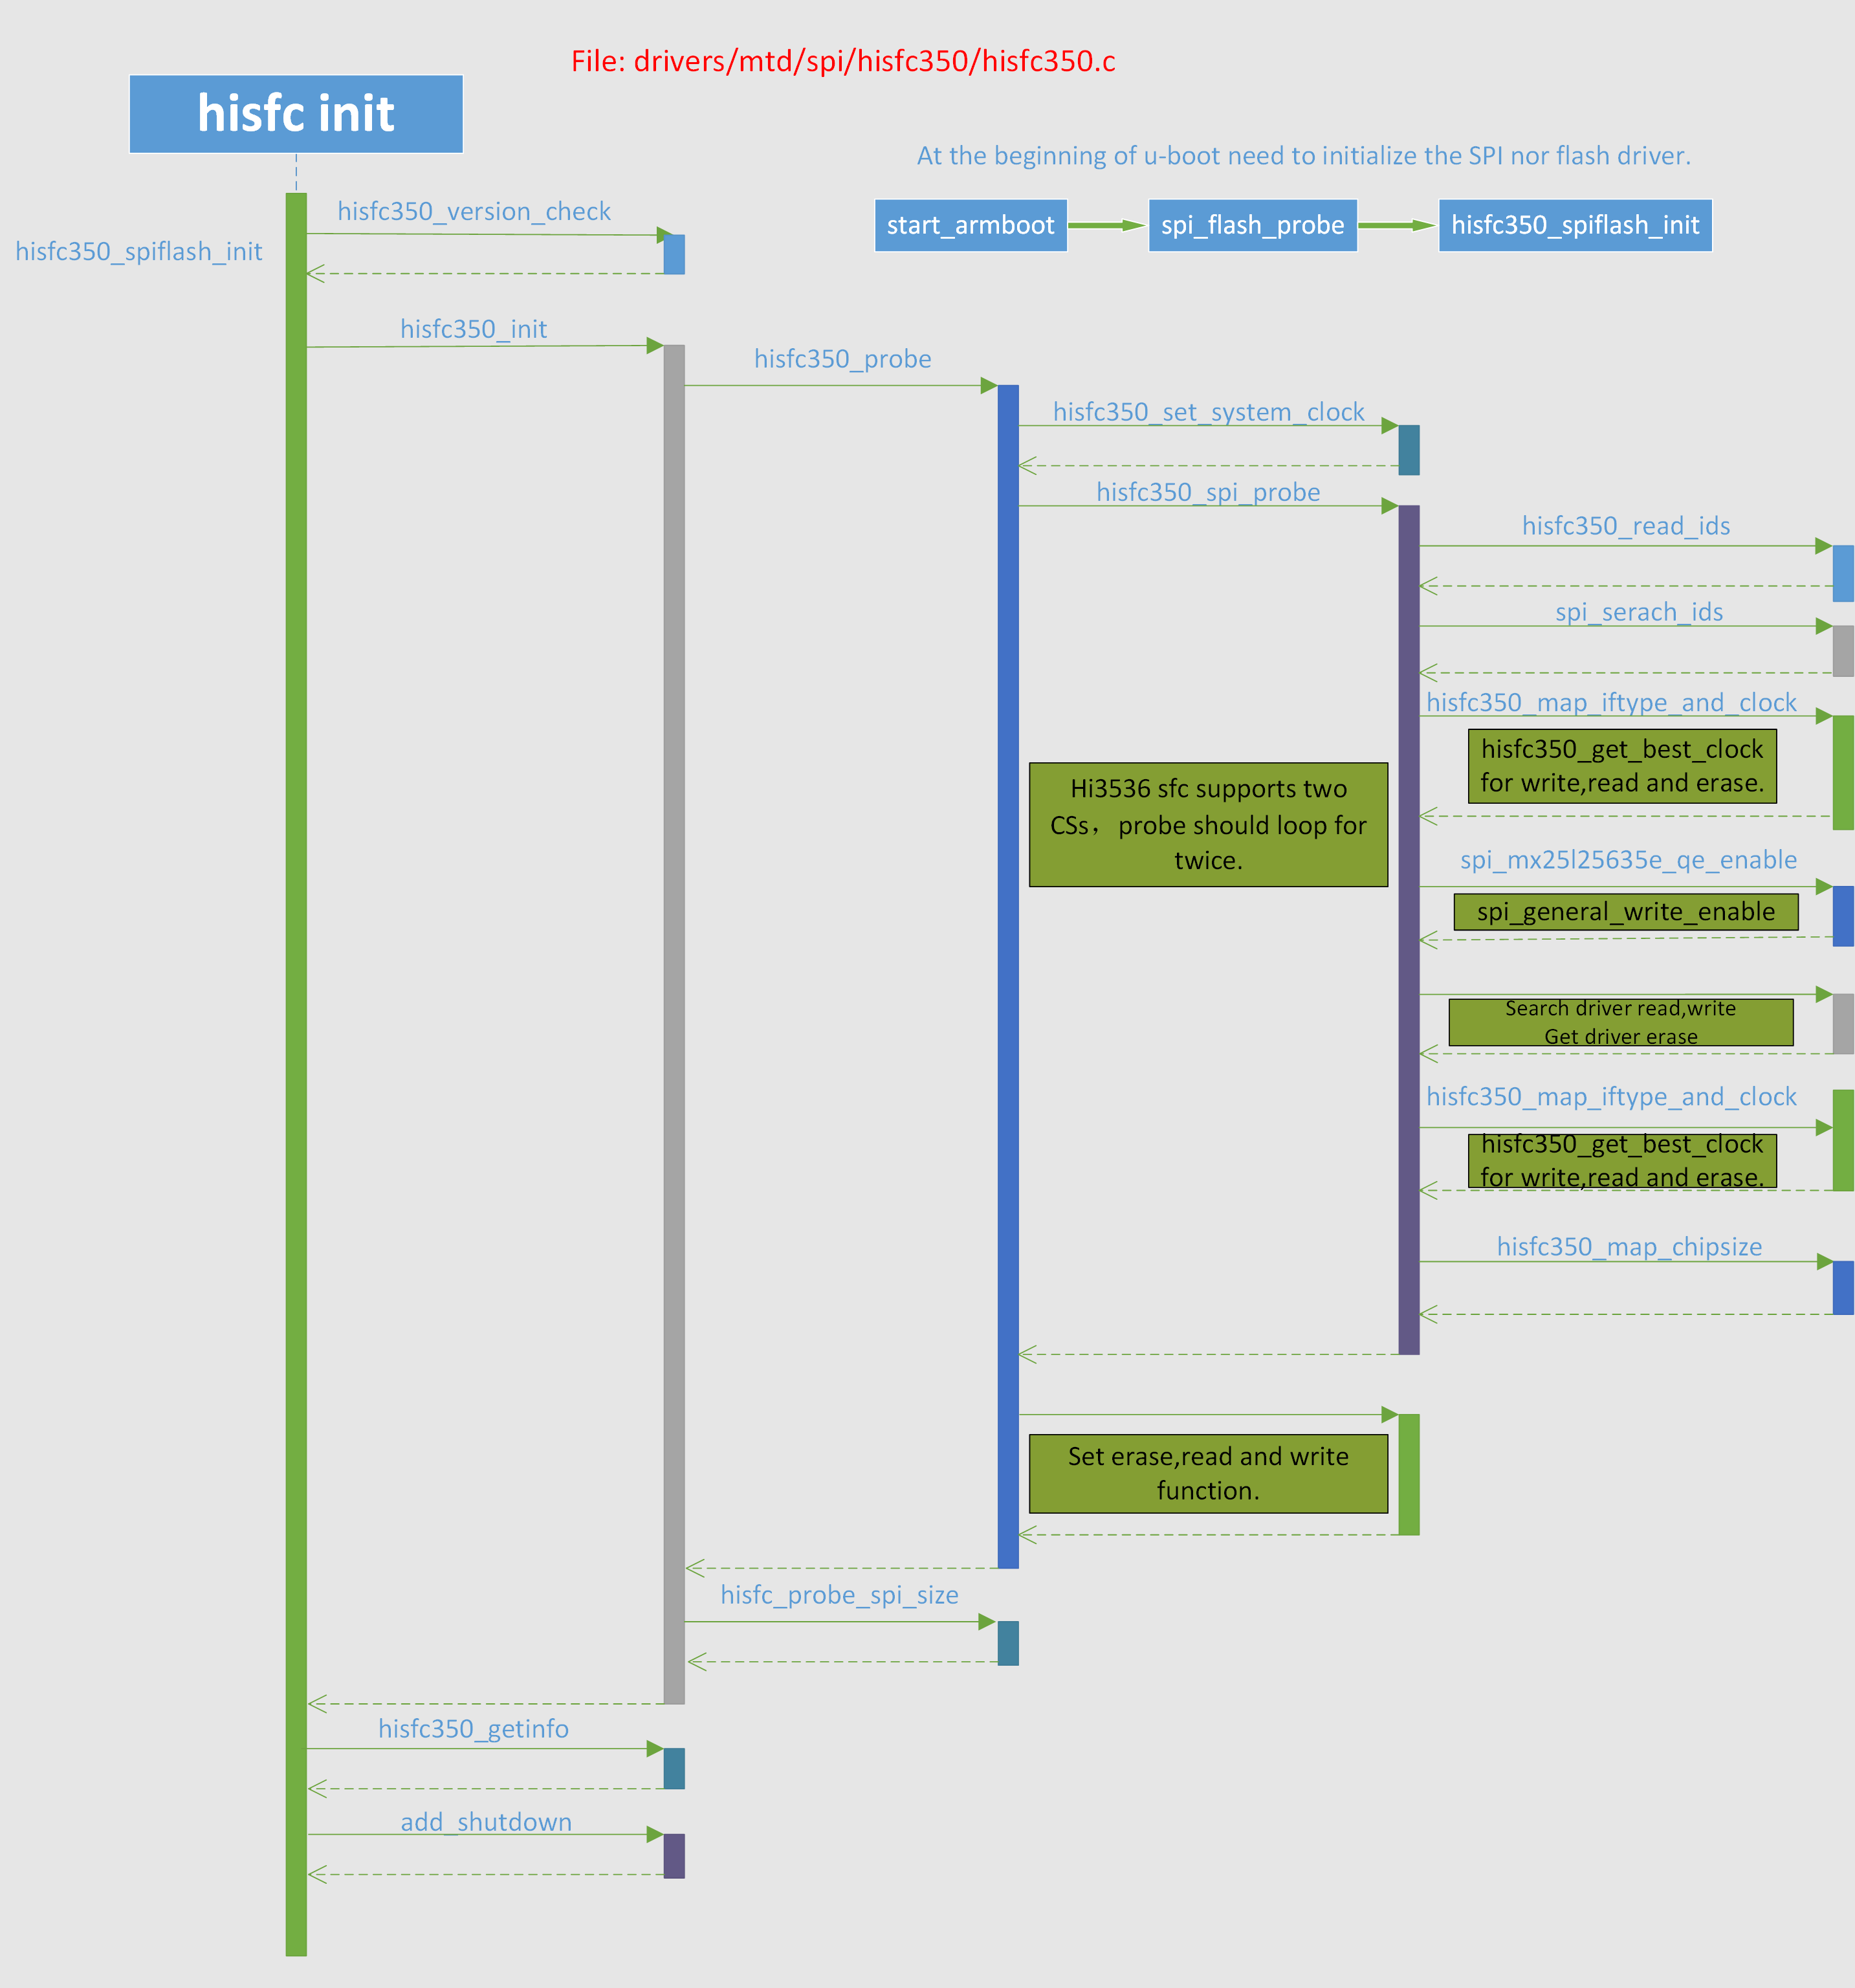 File: drivers/mtd/spi/hisfc350/hisfc350.c
hisfc init
At the beginning of u-boot need to initialize the SPI nor flash driver.
start_armboot
spi_flash_probe
hisfc350_spiflash_init
hisfc350_version_check
hisfc350_spiflash_init
hisfc350_init
hisfc350_probe
hisfc350_set_system_clock
hisfc350_spi_probe
hisfc350_read_ids
spi_serach_ids
hisfc350_map_iftype_and_clock
hisfc350_get_best_clock
for write,read and erase.
Hi3536 sfc supports two
CSs，probe should loop for
twice.
spi_mx25l25635e_qe_enable
spi_general_write_enable
Search driver read,write
Get driver erase
hisfc350_map_iftype_and_clock
hisfc350_get_best_clock
for write,read and erase.
hisfc350_map_chipsize
Set erase,read and write
function.
hisfc_probe_spi_size
hisfc350_getinfo
add_shutdown